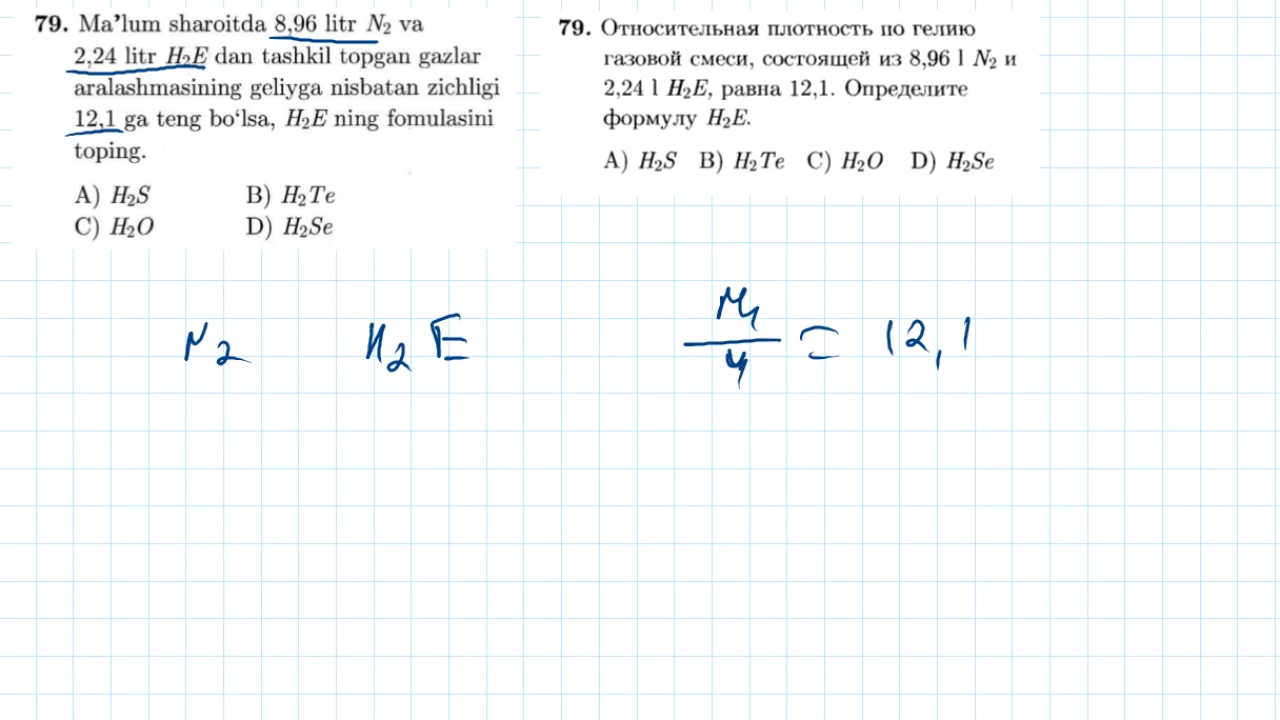 79. Ma’lum sharoitda 8,96 litr N₂ va
2,24 litr H₂E dan tashkil topgan gazlar
aralashmasining geliyga nisbatan zichligi
12,1 ga teng bo‘lsa, H₂E ning fomulasini
toping.
A) H₂S B) H₂Te
C) H₂O D) H₂Se
79. Относительная плотность по гелию
газовой смеси, состоящей из 8,96 l N₂ и
2,24 l H₂E, равна 12,1. Определите
формулу H₂E.
A) H₂S B) H₂Te C) H₂O D) H₂Se
N₂ H₂E M₁/4 = 12,1